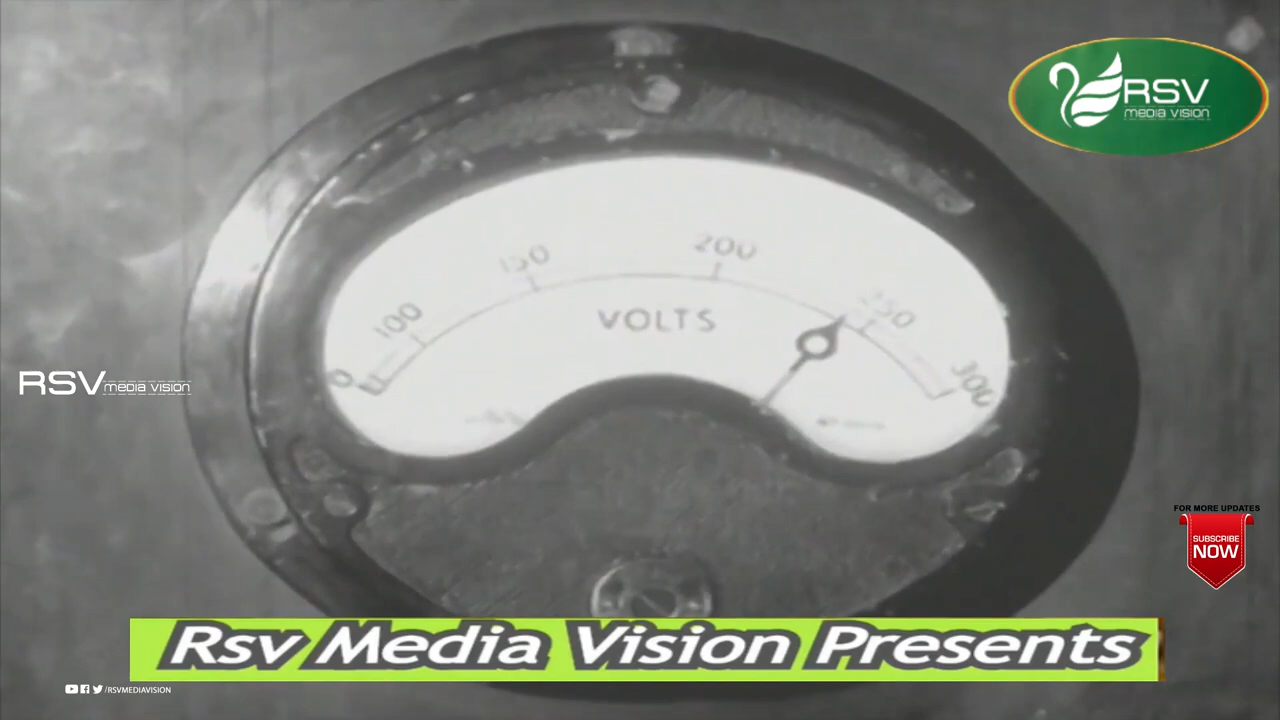 RSV
media vision
0
100
150
200
250
300
VOLTS
RSV media vision
FOR MORE UPDATES
SUBSCRIBE
NOW
Rsv Media Vision Presents
/RSVMEDIAVISION